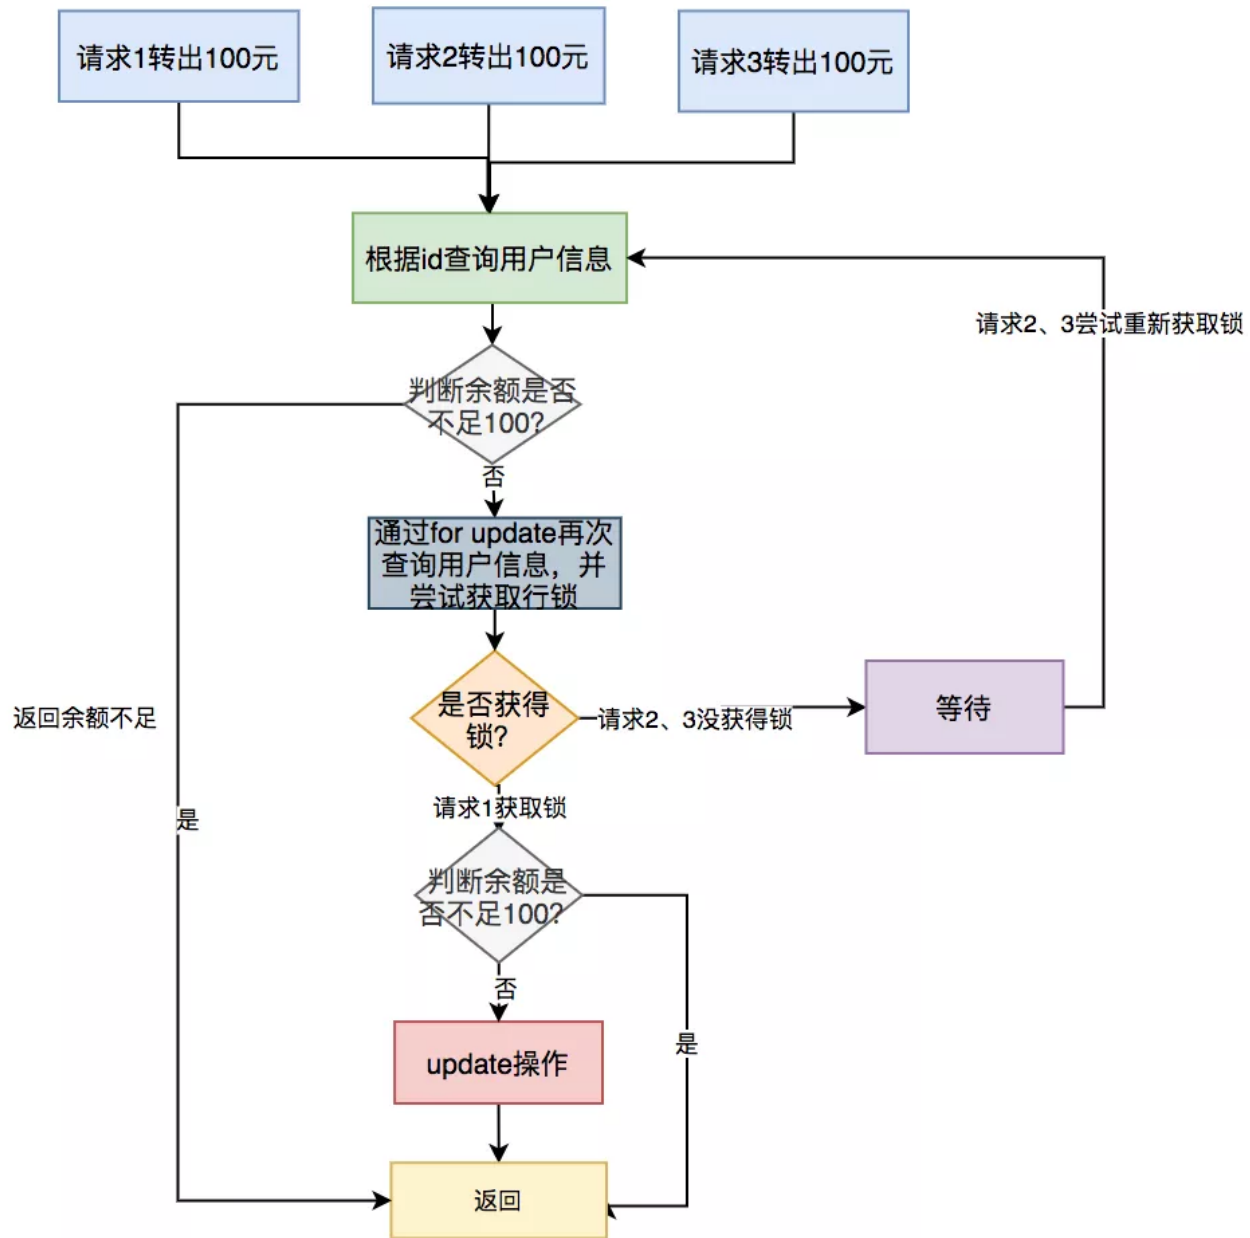 请求1转出100元
请求2转出100元
请求3转出100元
根据id查询用户信息
请求2、3尝试重新获取锁
判断余额是否
不足100?
否
通过for update再次
查询用户信息，并
尝试获取行锁
是否获得
锁?
请求2、3没获得锁
等待
返回余额不足
请求1获取锁
是
判断余额是
否不足100?
否
是
update操作
返回